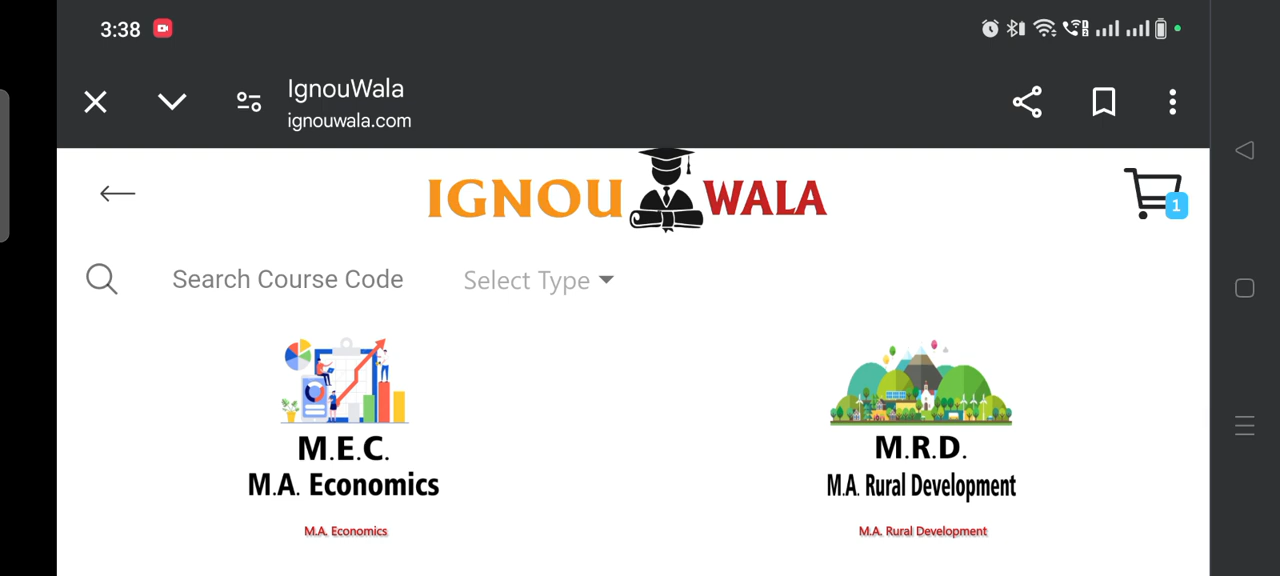 3:38
IgnouWala
ignouwala.com
IGNOU WALA
1
Search Course Code
Select Type
M.E.C.
M.A. Economics
M.A. Economics
M.R.D.
M.A. Rural Development
M.A. Rural Development